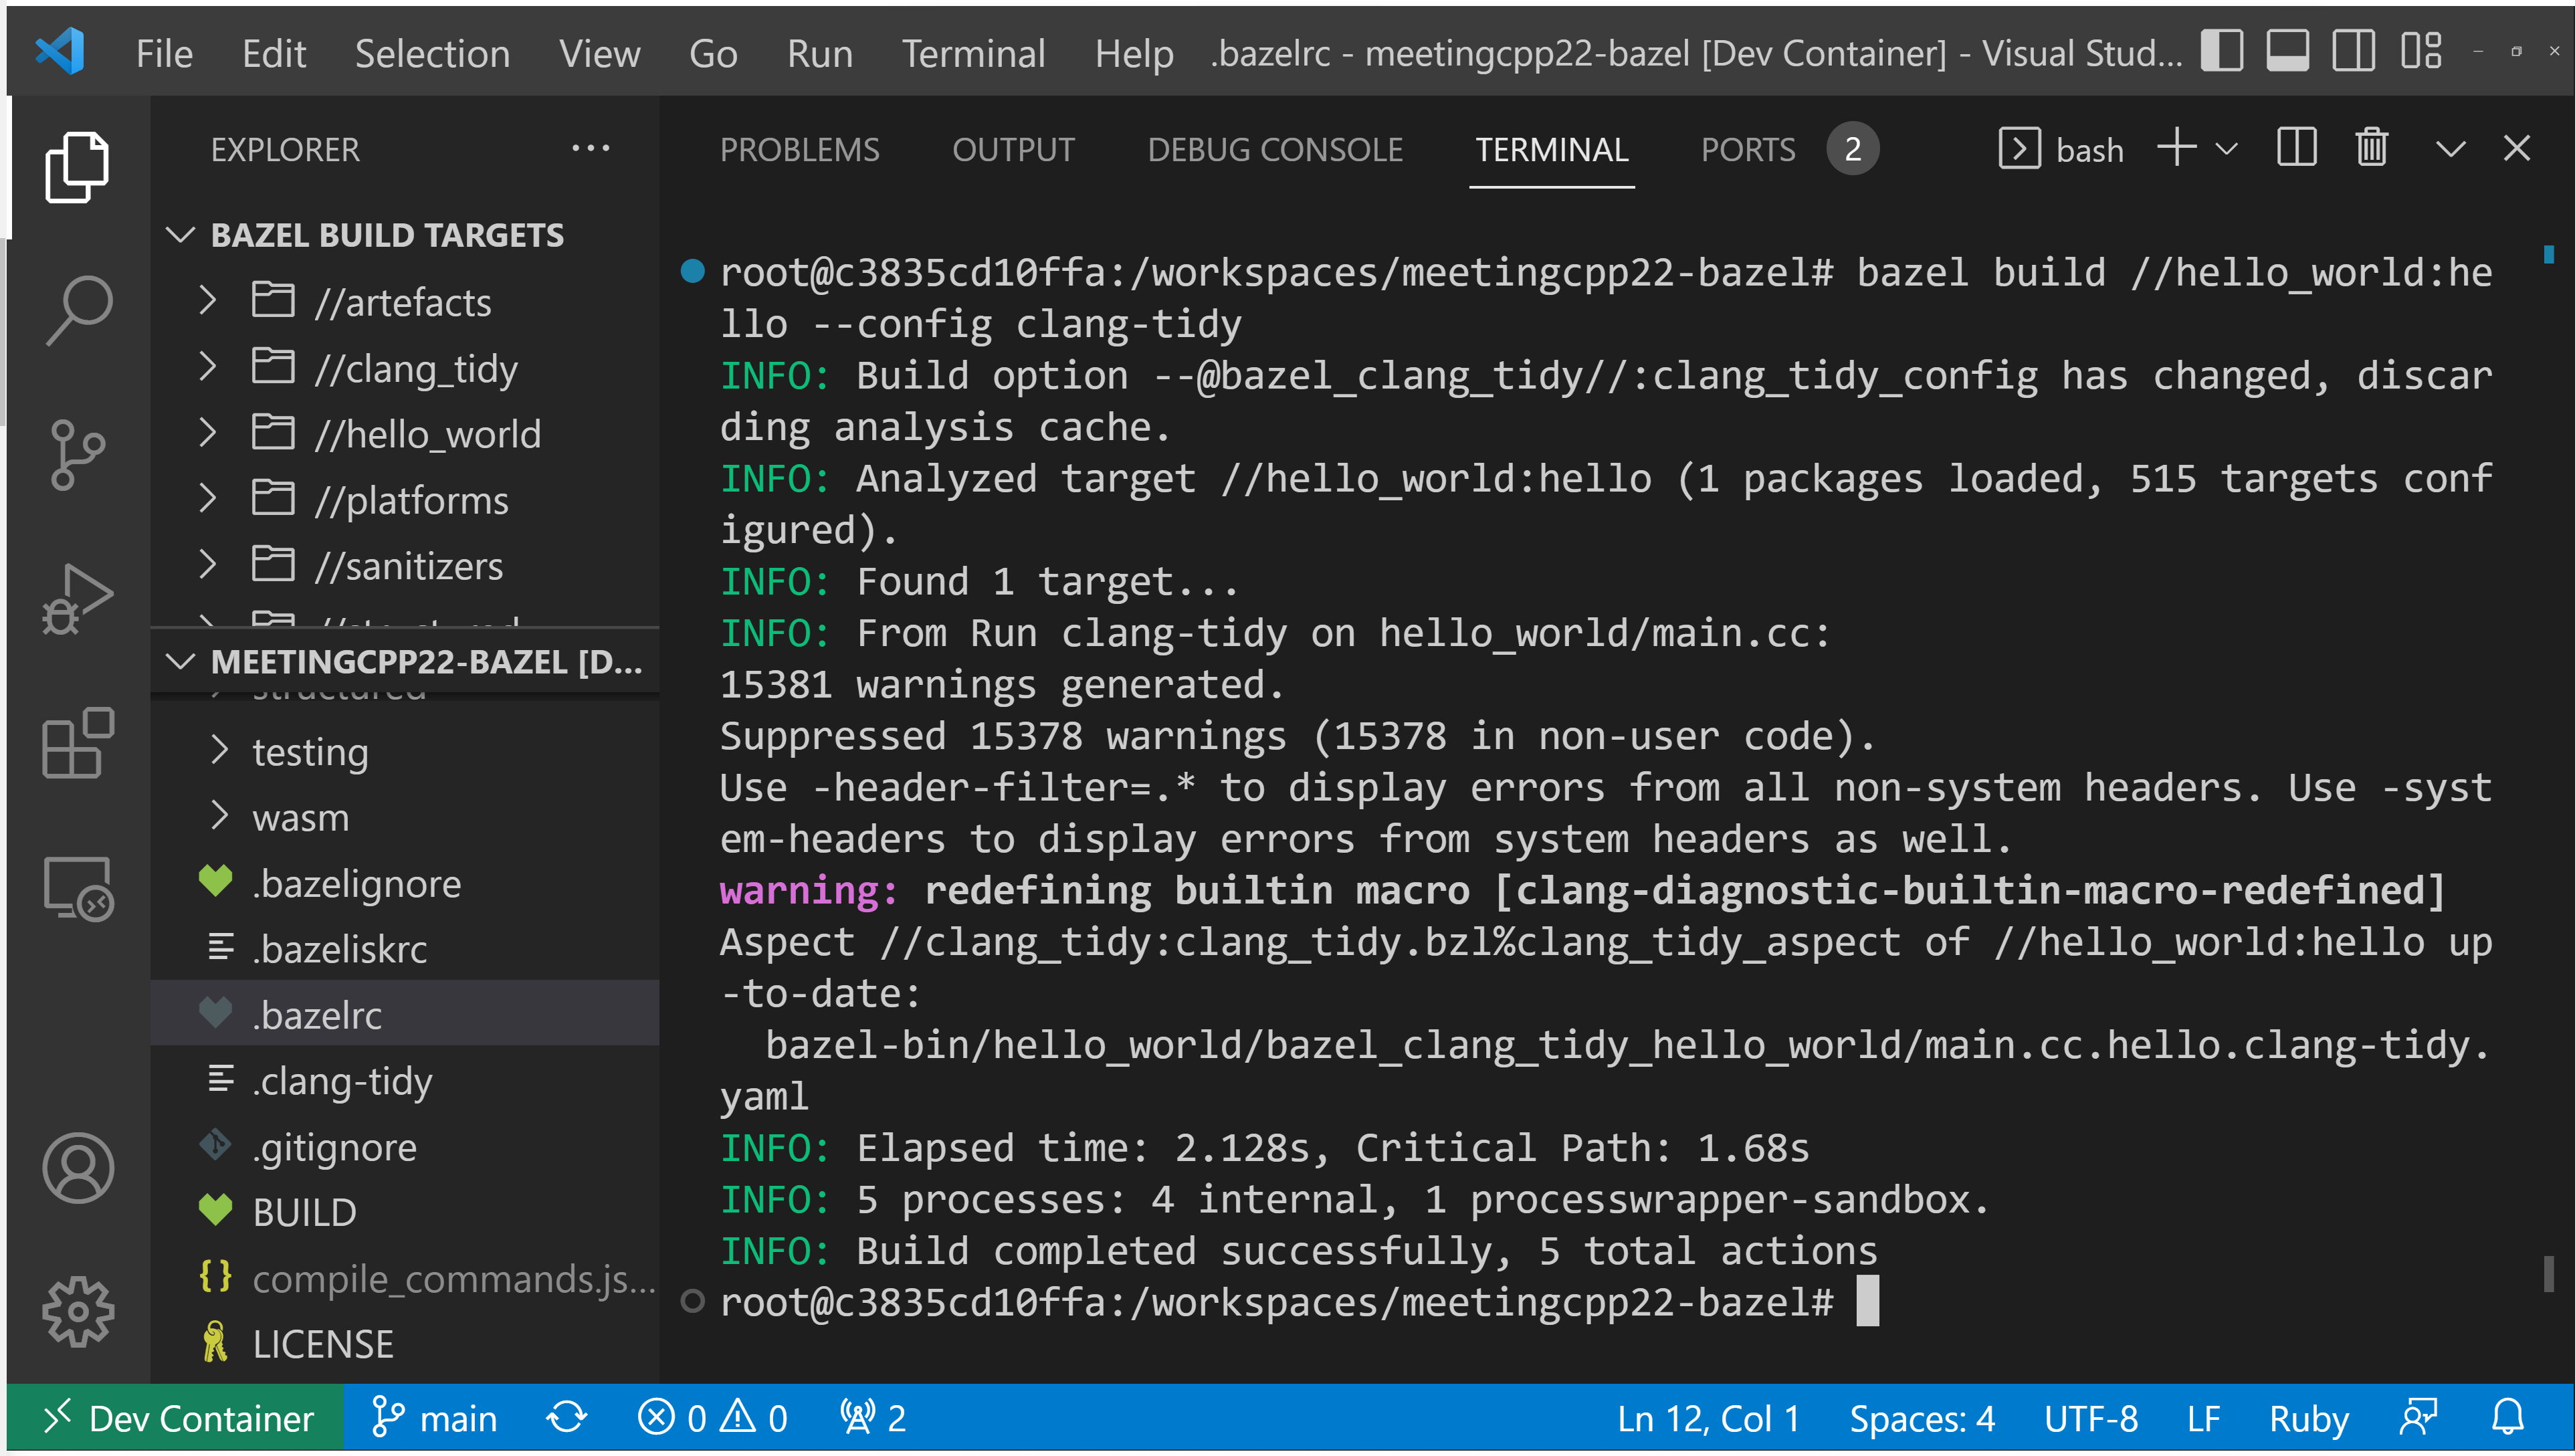 File Edit Selection View Go Run Terminal Help .bazelrc - meetingcpp22-bazel [Dev Container] - Visual Stud...
EXPLORER
BAZEL BUILD TARGETS
//artefacts
//clang_tidy
//hello_world
//platforms
//sanitizers
//structured
MEETINGCPP22-BAZEL [D...
structured
testing
wasm
.bazelignore
.bazeliskrc
.bazelrc
.clang-tidy
.gitignore
BUILD
compile_commands.js...
LICENSE
PROBLEMS OUTPUT DEBUG CONSOLE TERMINAL PORTS 2 bash
root@c3835cd10ffa:/workspaces/meetingcpp22-bazel# bazel build //hello_world:he
llo --config clang-tidy
INFO: Build option --@bazel_clang_tidy//:clang_tidy_config has changed, discar
ding analysis cache.
INFO: Analyzed target //hello_world:hello (1 packages loaded, 515 targets conf
igured).
INFO: Found 1 target...
INFO: From Run clang-tidy on hello_world/main.cc:
15381 warnings generated.
Suppressed 15378 warnings (15378 in non-user code).
Use -header-filter=.* to display errors from all non-system headers. Use -syst
em-headers to display errors from system headers as well.
warning: redefining builtin macro [clang-diagnostic-builtin-macro-redefined]
Aspect //clang_tidy:clang_tidy.bzl%clang_tidy_aspect of //hello_world:hello up
-to-date:
  bazel-bin/hello_world/bazel_clang_tidy_hello_world/main.cc.hello.clang-tidy.
yaml
INFO: Elapsed time: 2.128s, Critical Path: 1.68s
INFO: 5 processes: 4 internal, 1 processwrapper-sandbox.
INFO: Build completed successfully, 5 total actions
root@c3835cd10ffa:/workspaces/meetingcpp22-bazel#
Dev Container main 0 0 2 Ln 12, Col 1 Spaces: 4 UTF-8 LF Ruby